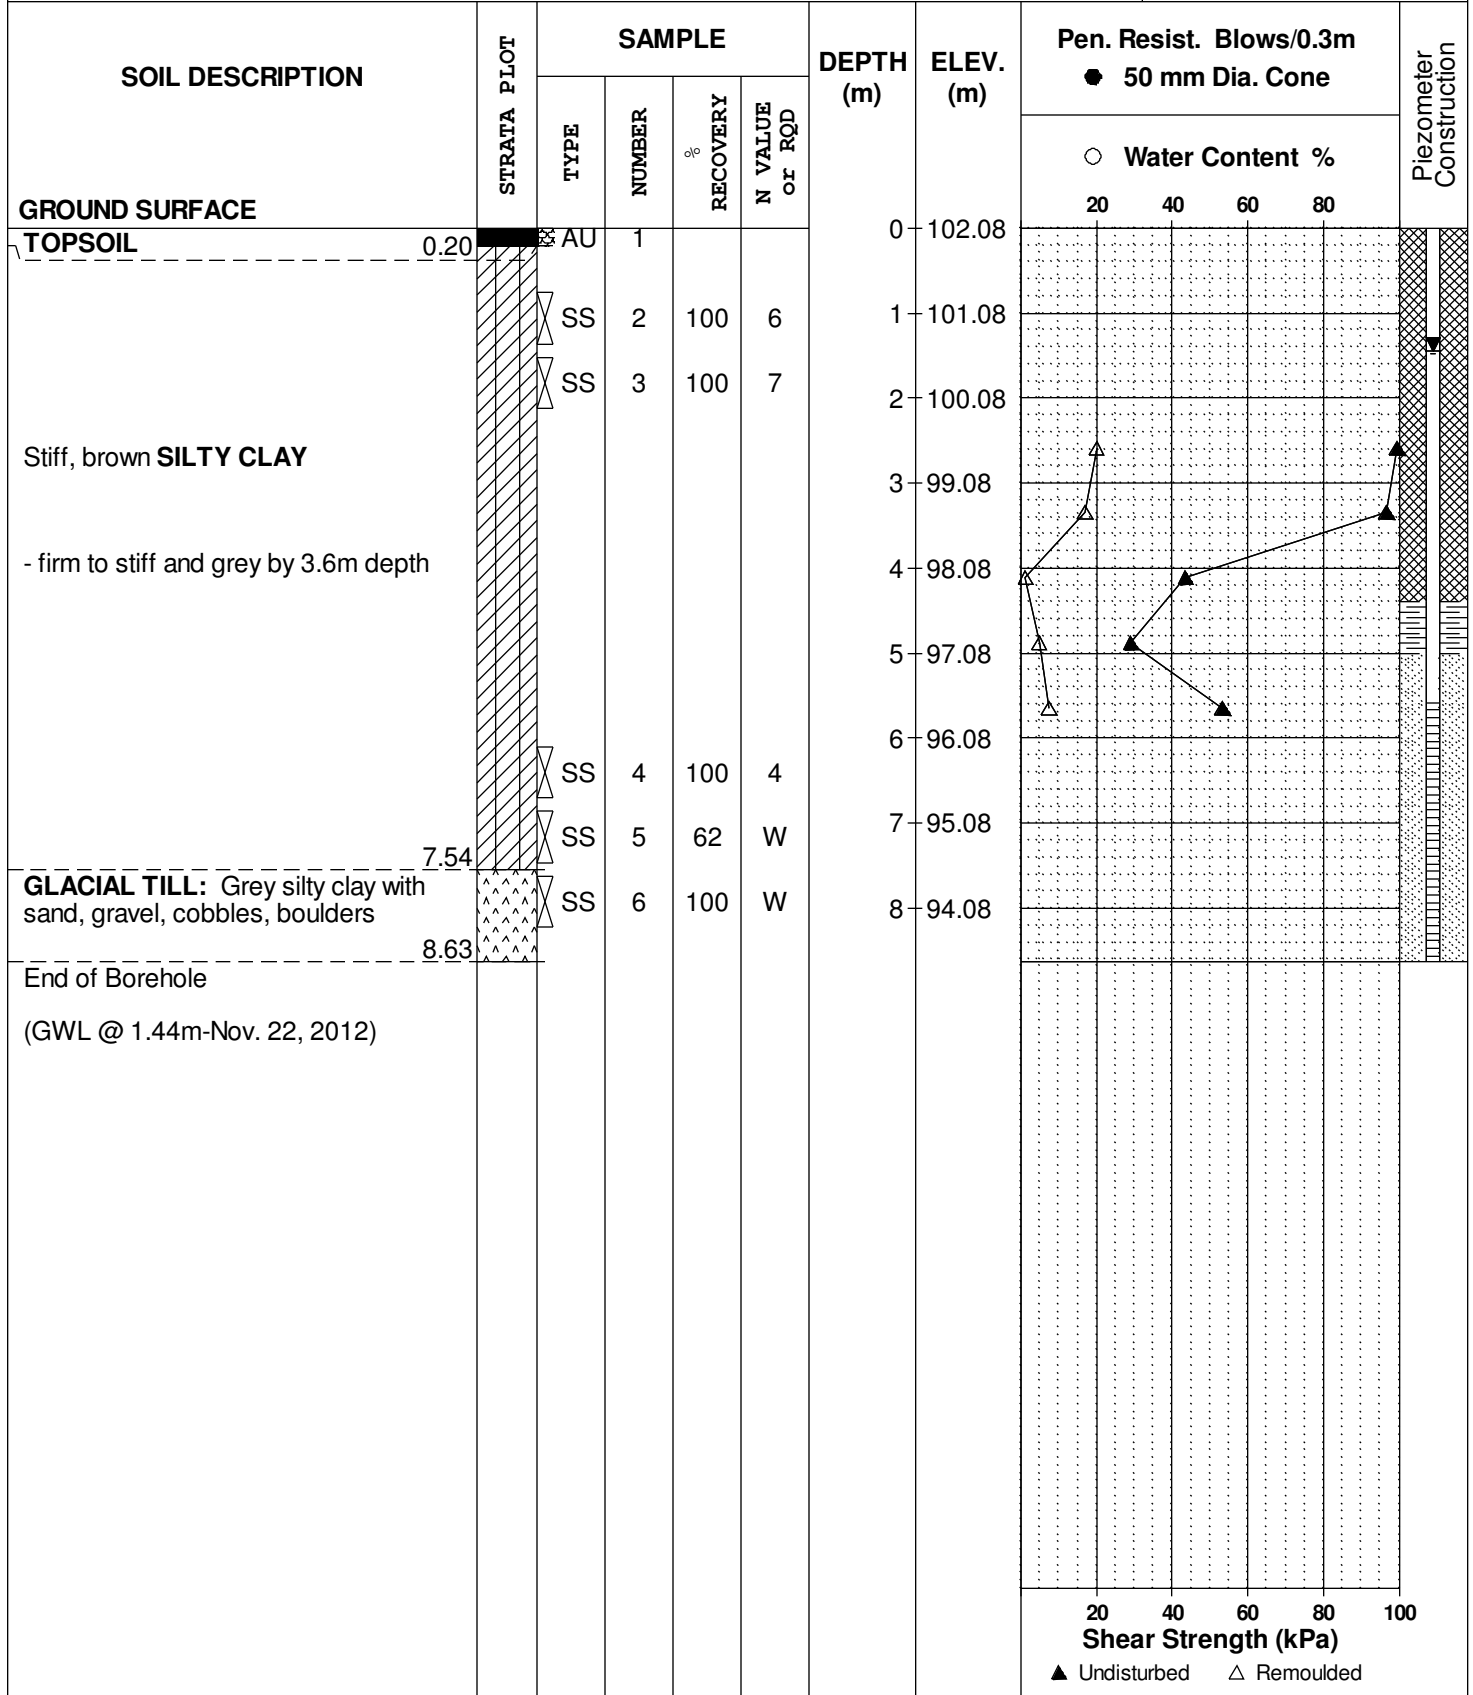 SOIL DESCRIPTION
GROUND SURFACE
STRATA PLOT
SAMPLE
TYPE
NUMBER
% RECOVERY
N VALUE or RQD
DEPTH (m)
ELEV. (m)
Pen. Resist. Blows/0.3m
● 50 mm Dia. Cone
○ Water Content %
20 40 60 80
Piezometer Construction
TOPSOIL 0.20
AU 1
0 102.08
SS 2 100 6
1 101.08
SS 3 100 7
2 100.08
Stiff, brown SILTY CLAY
3 99.08
- firm to stiff and grey by 3.6m depth
4 98.08
5 97.08
6 96.08
SS 4 100 4
7 95.08
SS 5 62 W
7.54
GLACIAL TILL: Grey silty clay with
sand, gravel, cobbles, boulders
SS 6 100 W
8 94.08
8.63
End of Borehole
(GWL @ 1.44m-Nov. 22, 2012)
20 40 60 80 100
Shear Strength (kPa)
▲ Undisturbed △ Remoulded